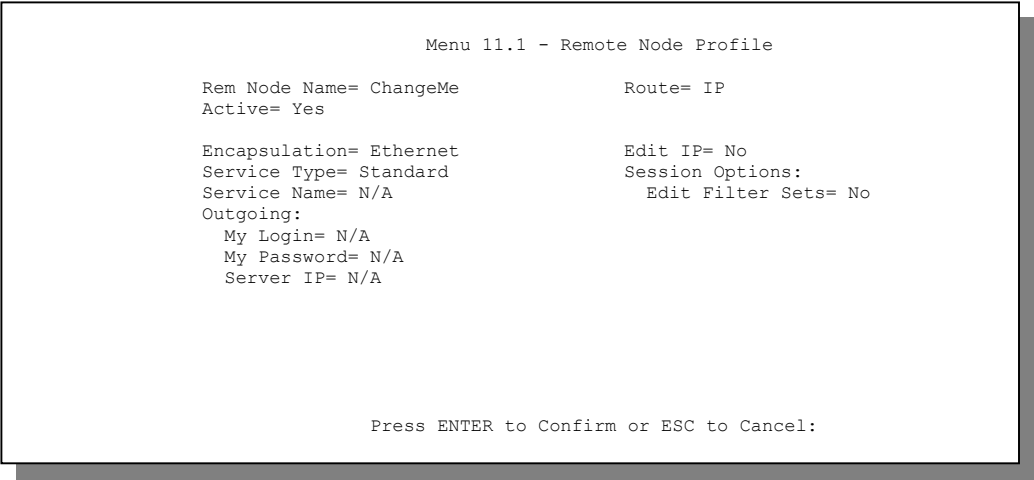 Menu 11.1 - Remote Node Profile
Rem Node Name= ChangeMe Route= IP
Active= Yes
Encapsulation= Ethernet Edit IP= No
Service Type= Standard Session Options:
Service Name= N/A Edit Filter Sets= No
Outgoing:
My Login= N/A
My Password= N/A
Server IP= N/A
Press ENTER to Confirm or ESC to Cancel: